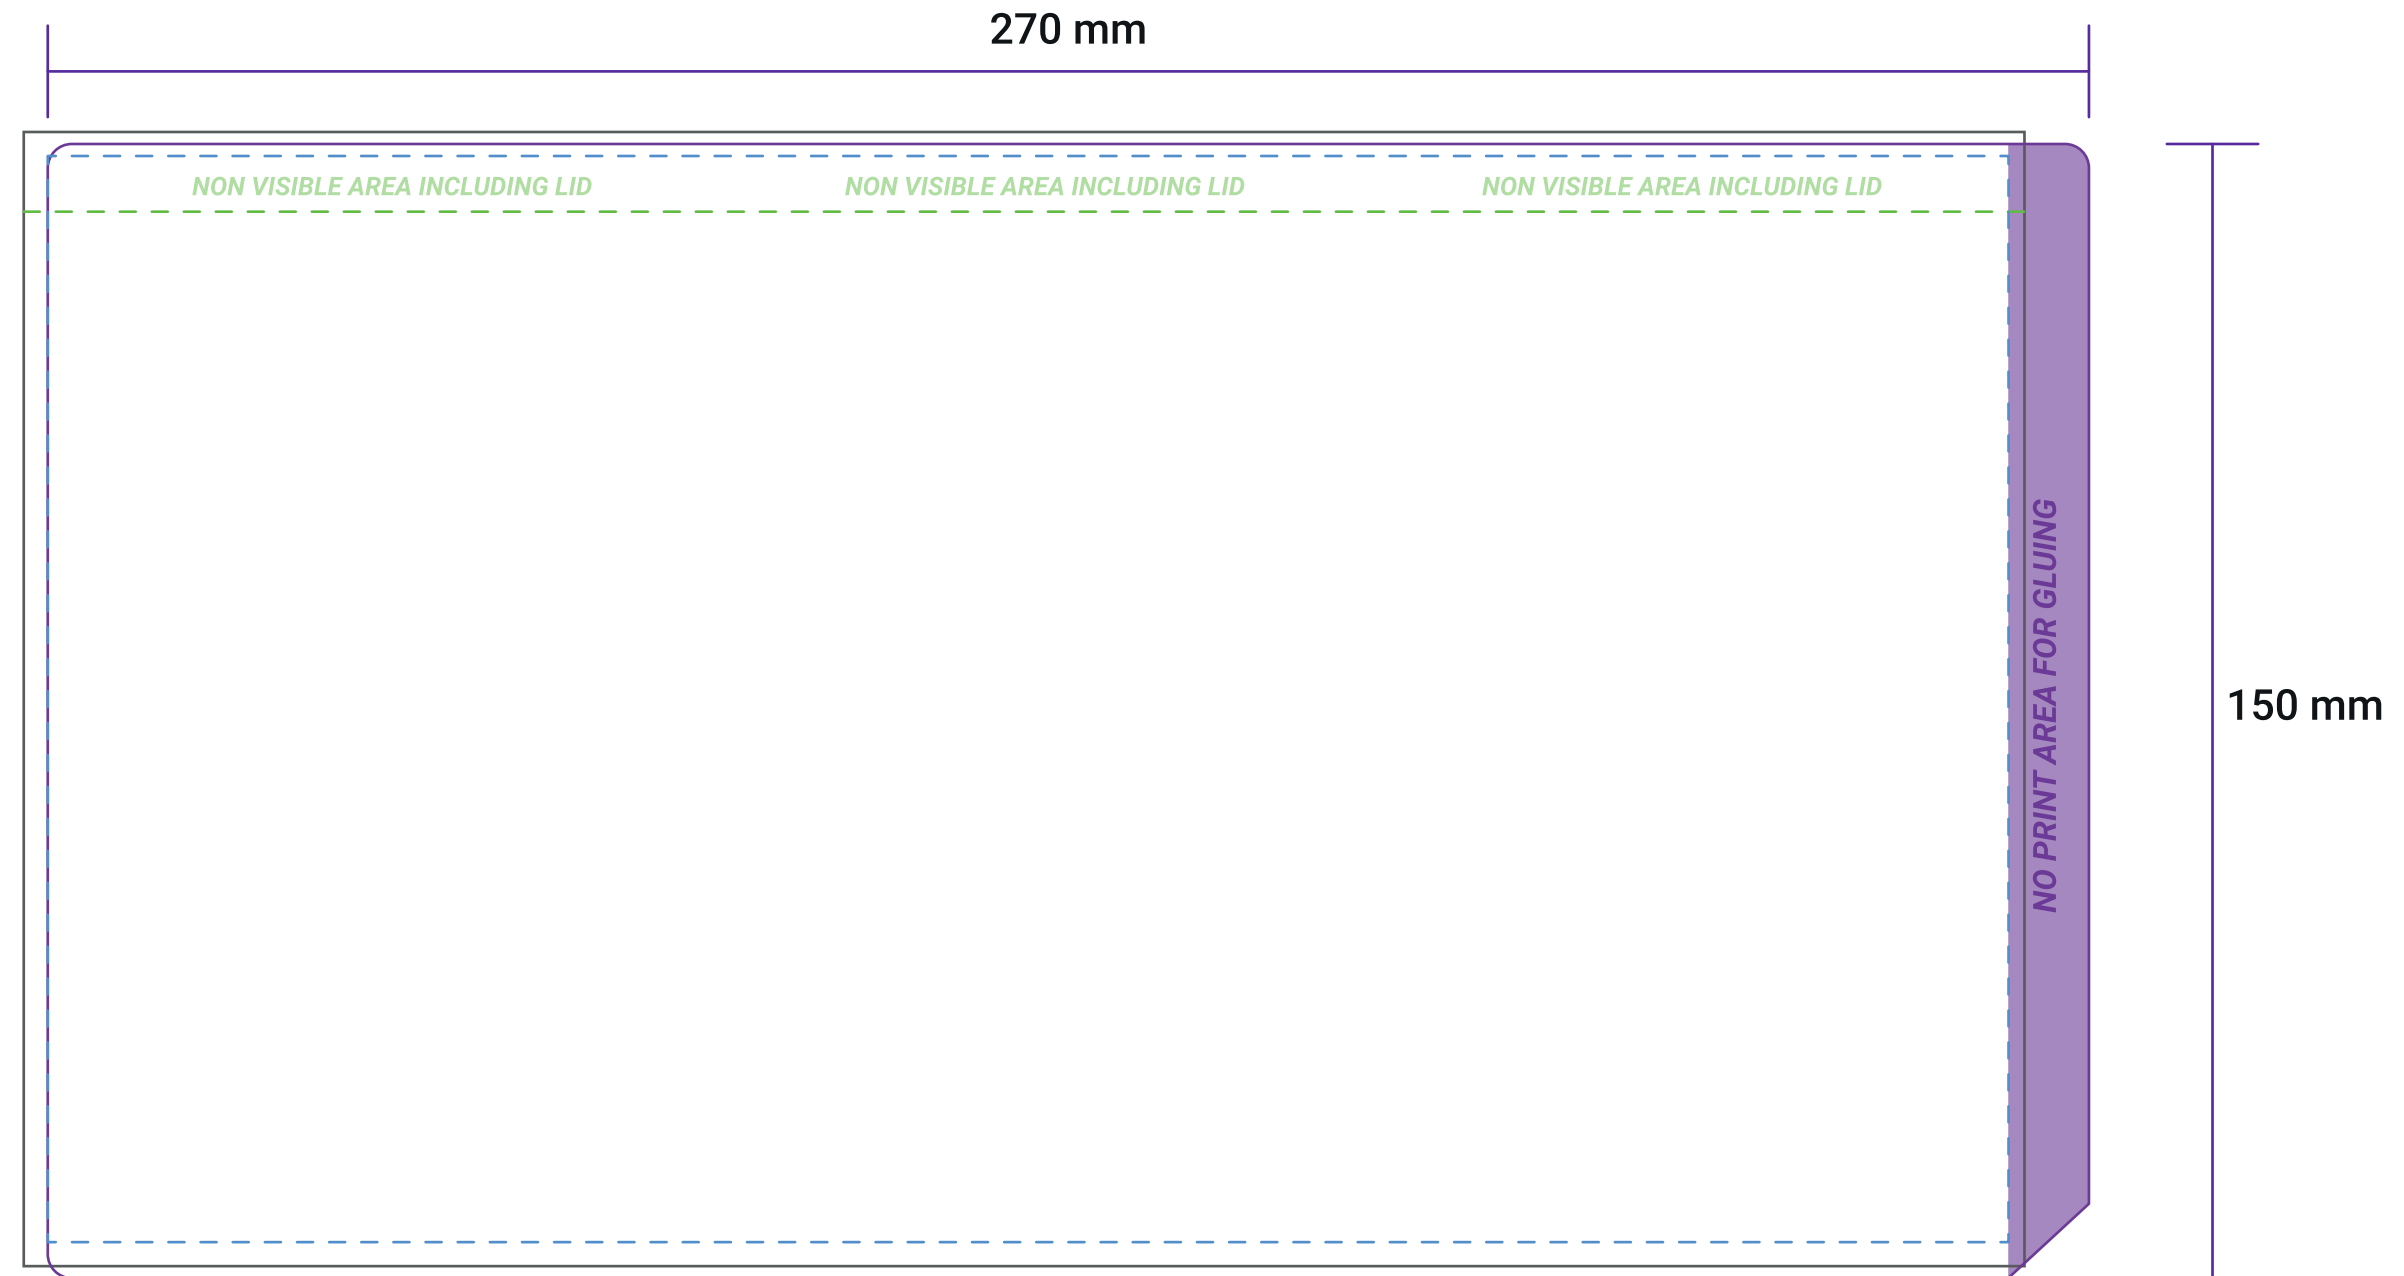 270 mm
NON VISIBLE AREA INCLUDING LID NON VISIBLE AREA INCLUDING LID NON VISIBLE AREA INCLUDING LID
NO PRINT AREA FOR GLUING
150 mm